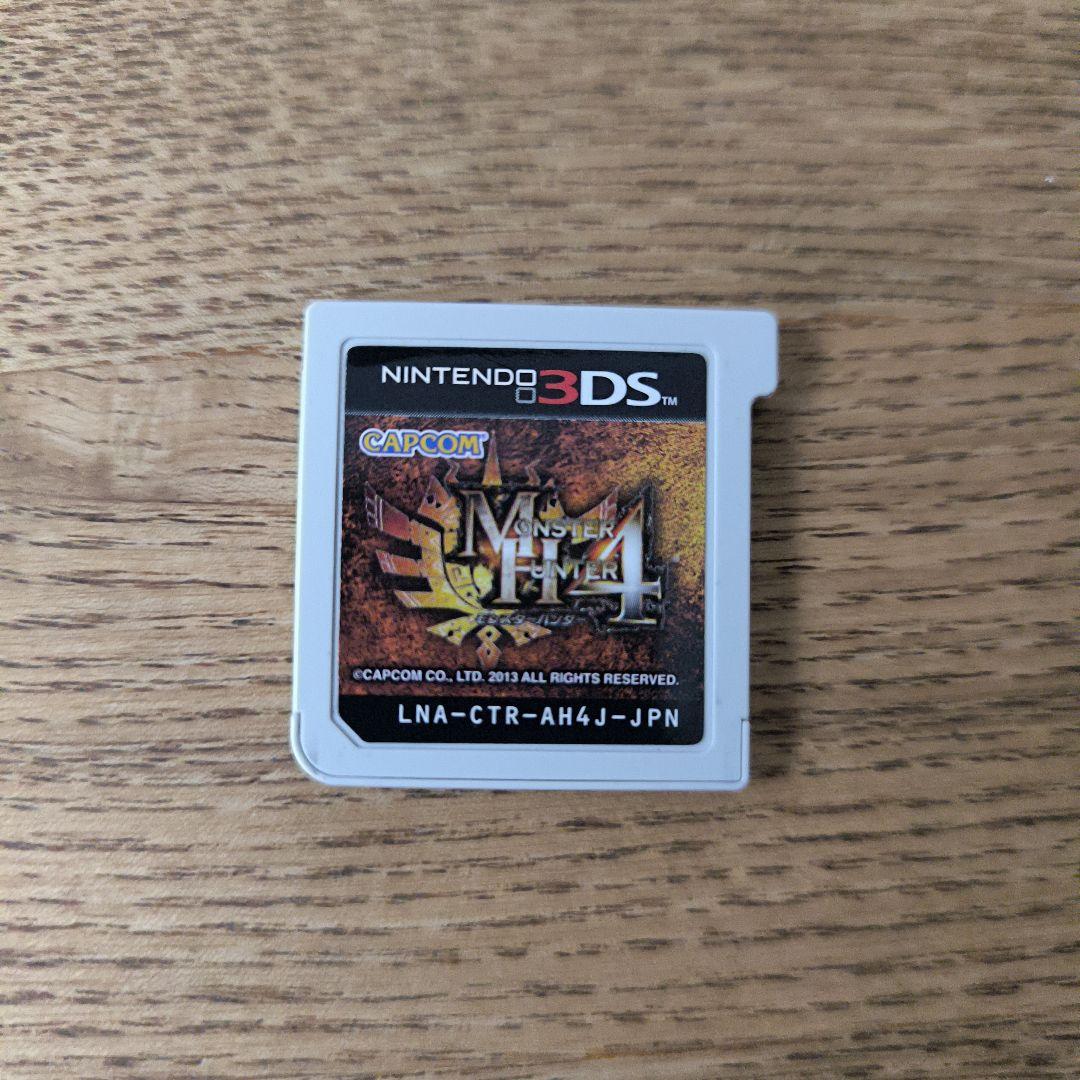 NINTENDO 3DS™
CAPCOM
MONSTER
HUNTER 4
モンスターハンター
©CAPCOM CO., LTD. 2013 ALL RIGHTS RESERVED.
LNA-CTR-AH4J-JPN